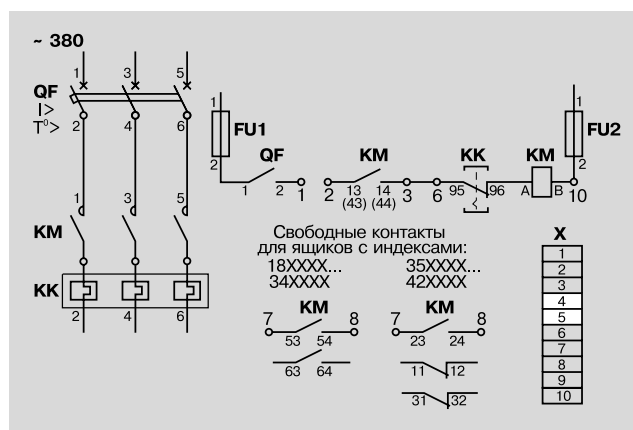 ~ 380
1 3 5
QF
I>
T⁰>
2 4 6
1
FU1
2
QF
1 2
1
2
KM
13 14
(43) (44)
3
6
KK
95 96
KM
A B
10
1
FU2
2
1 3 5
KM
KK
2 4 6
Свободные контакты
для ящиков с индексами:
18XXXX... 35XXXX...
34XXXX 42XXXX
KM
7 8
53 54
63 64
KM
7 8
23 24
11 12
31 32
X
1
2
3
4
5
6
7
8
9
10